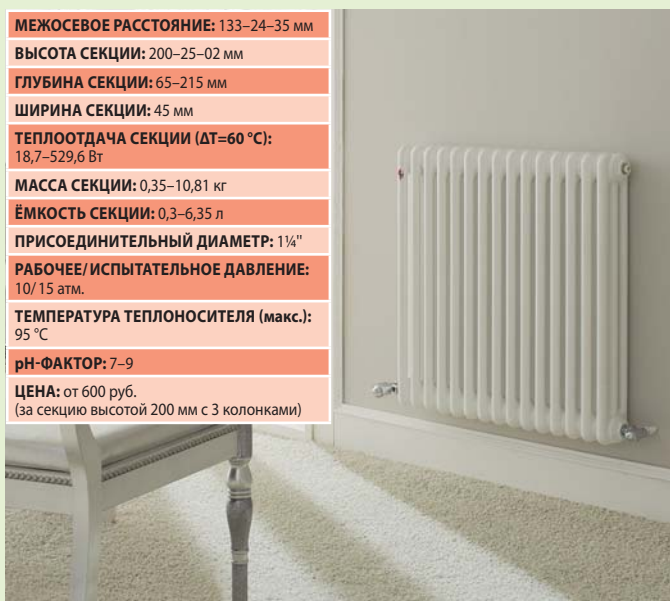 МЕЖОСЕВОЕ РАССТОЯНИЕ: 133–24–35 мм
ВЫСОТА СЕКЦИИ: 200–25–02 мм
ГЛУБИНА СЕКЦИИ: 65–215 мм
ШИРИНА СЕКЦИИ: 45 мм
ТЕПЛООТДАЧА СЕКЦИИ (ΔT=60 °C):
18,7–529,6 Вт
МАССА СЕКЦИИ: 0,35–10,81 кг
ЁМКОСТЬ СЕКЦИИ: 0,3–6,35 л
ПРИСОЕДИНИТЕЛЬНЫЙ ДИАМЕТР: 1¼"
РАБОЧЕЕ/ИСПЫТАТЕЛЬНОЕ ДАВЛЕНИЕ:
10/15 атм.
ТЕМПЕРАТУРА ТЕПЛОНОСИТЕЛЯ (макс.):
95 °C
pH-ФАКТОР: 7–9
ЦЕНА: от 600 руб.
(за секцию высотой 200 мм с 3 колонками)